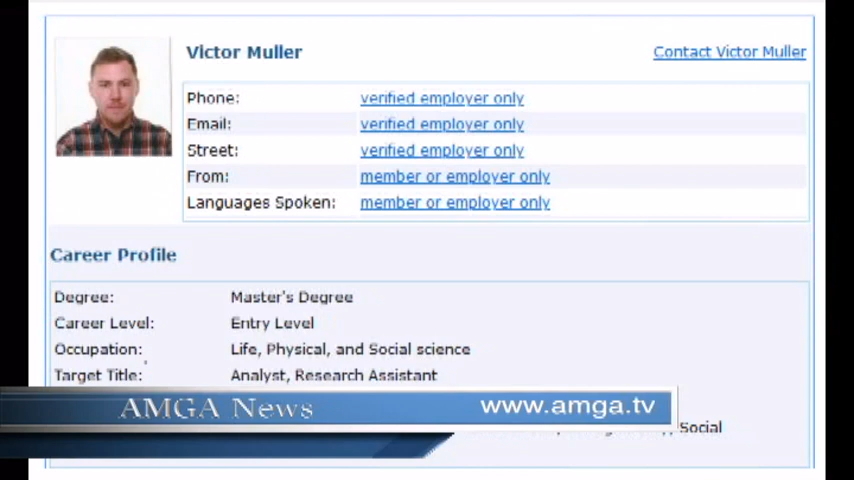 Victor Muller
Contact Victor Muller
Phone: verified employer only
Email: verified employer only
Street: verified employer only
From: member or employer only
Languages Spoken: member or employer only
Career Profile
Degree: Master's Degree
Career Level: Entry Level
Occupation: Life, Physical, and Social science
Target Title: Analyst, Research Assistant
AMGA News
www.amga.tv
Social